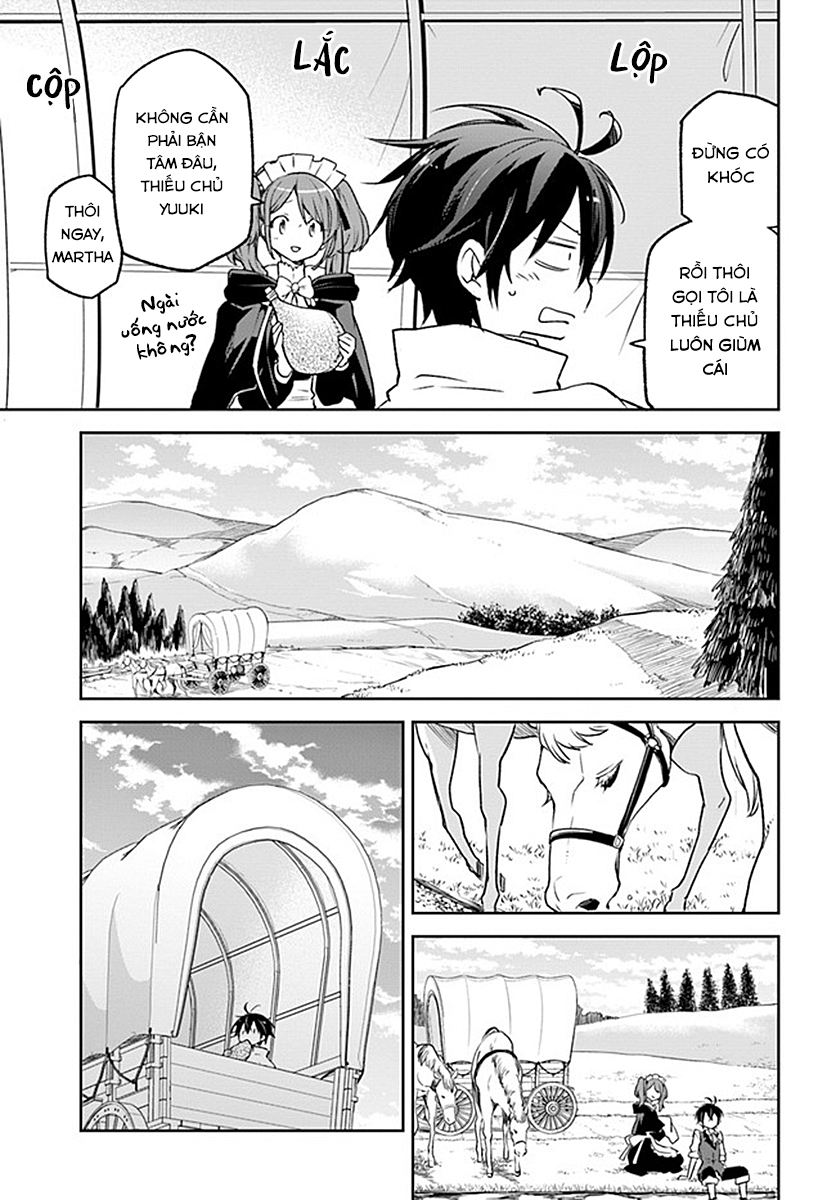 LỘP
LẮC
CỘP
ĐỪNG CÓ
KHÓC
RỒI THÔI
GỌI TÔI LÀ
THIẾU CHỦ
LUÔN GIÙM
CÁI
KHÔNG CẦN
PHẢI BẬN
TÂM ĐÂU,
THIẾU CHỦ
YUUKI
THÔI
NGAY,
MARTHA
Ngài
uống nước
không?